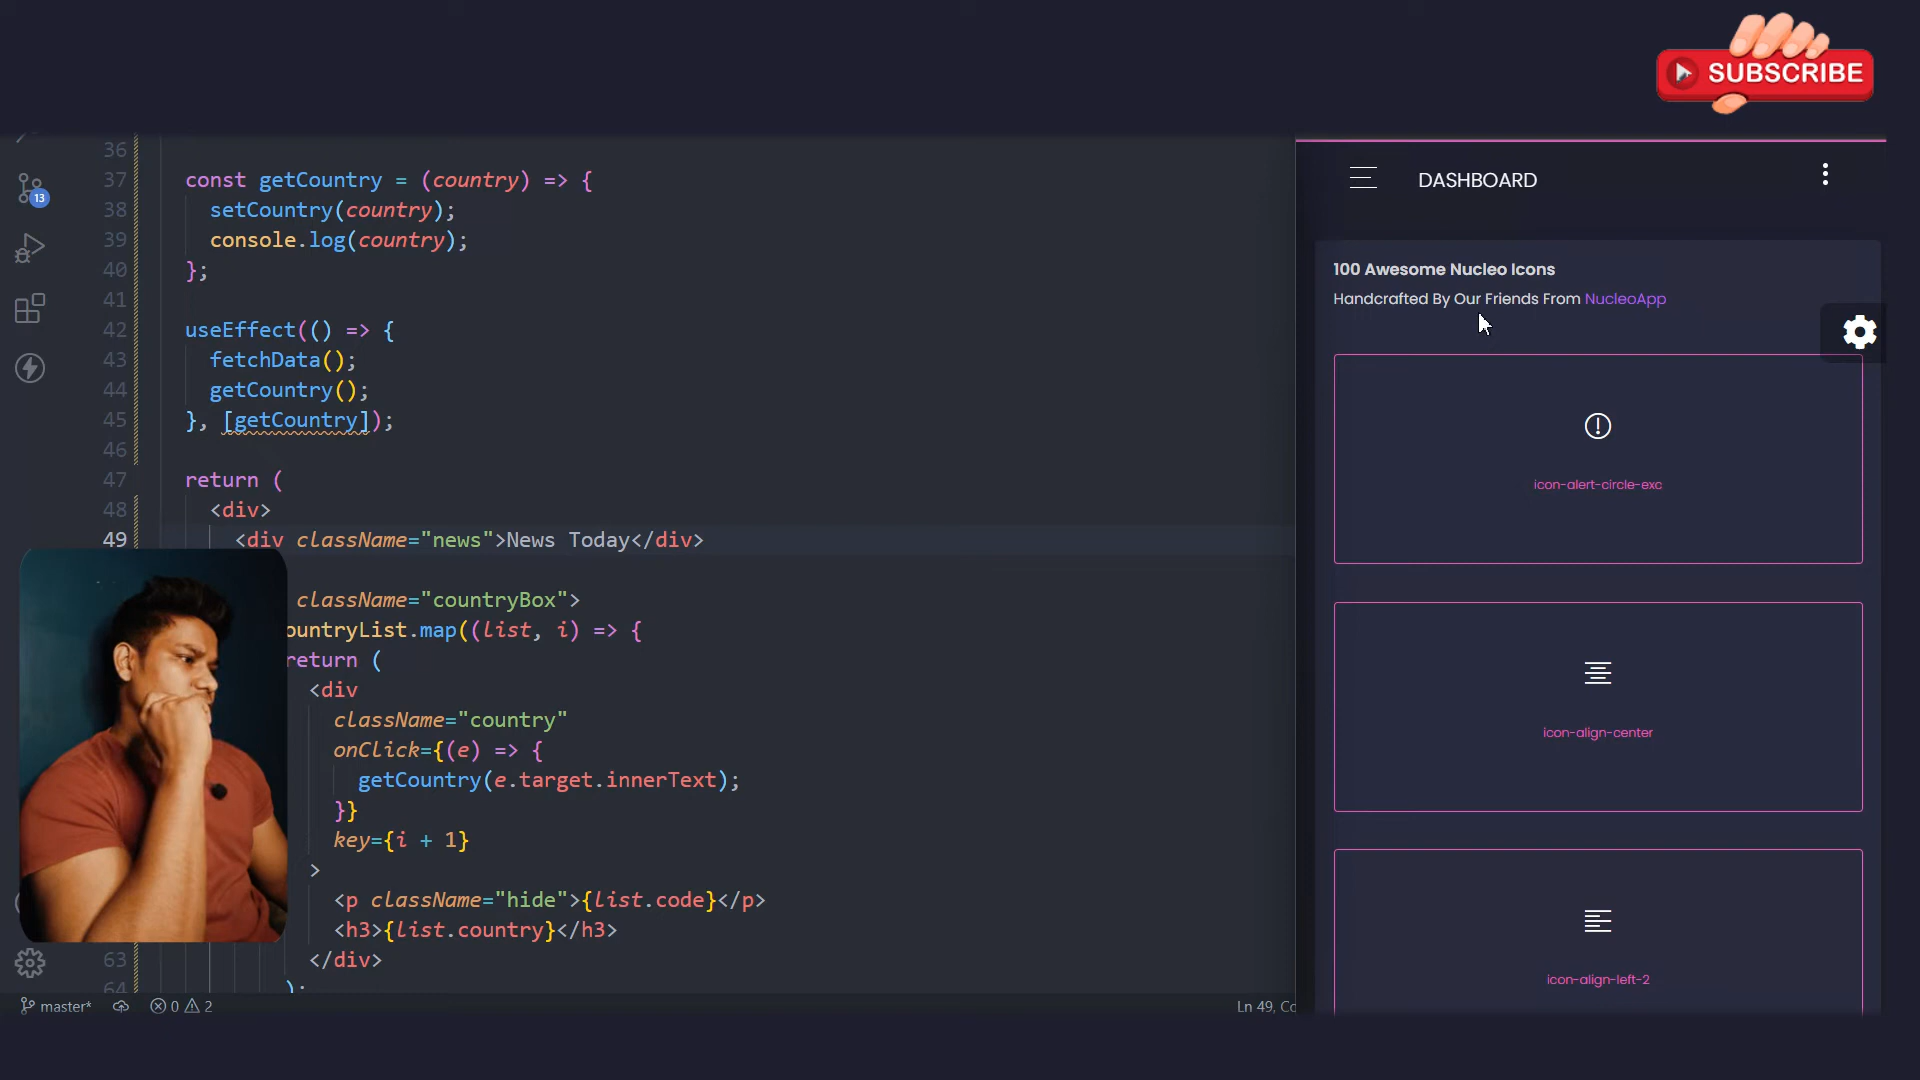 SUBSCRIBE
36
37 const getCountry = (country) => {
38 setCountry(country);
39 console.log(country);
40 };
41
42 useEffect(() => {
43 fetchData();
44 getCountry();
45 }, [getCountry]);
46
47 return (
48 <div>
49 <div className="news">News Today</div>
className="countryBox">
ountryList.map((list, i) => {
return (
<div
className="country"
onClick={(e) => {
getCountry(e.target.innerText);
}}
key={i + 1}
>
<p className="hide">{list.code}</p>
<h3>{list.country}</h3>
63 </div>
64 );
13
master* 0 2
Ln 49, Co
DASHBOARD
100 Awesome Nucleo Icons
Handcrafted By Our Friends From NucleoApp
icon-alert-circle-exc
icon-align-center
icon-align-left-2